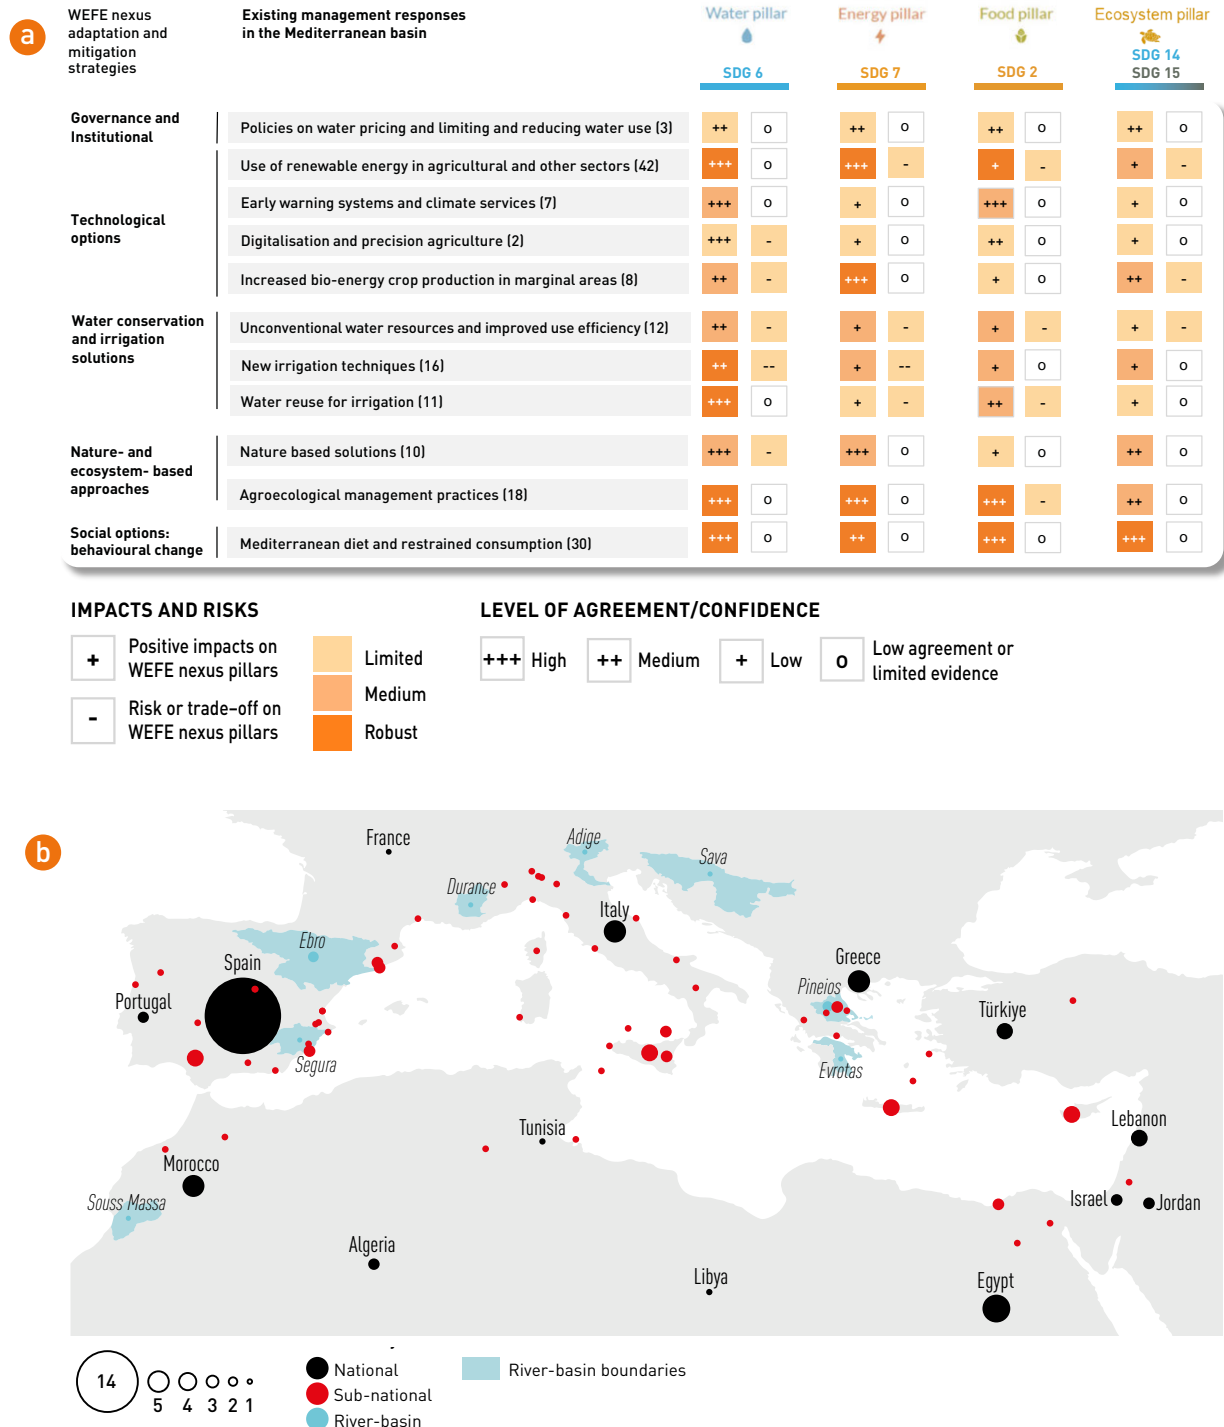 a
WEFE nexus
adaptation and
mitigation
strategies
Existing management responses
in the Mediterranean basin
Water pillar
SDG 6
Energy pillar
SDG 7
Food pillar
SDG 2
Ecosystem pillar
SDG 14
SDG 15
Governance and
Institutional
Policies on water pricing and limiting and reducing water use (3) ++ o ++ o ++ o ++ o
Technological
options
Use of renewable energy in agricultural and other sectors (42) +++ o +++ - + - + -
Early warning systems and climate services (7) +++ o + o +++ o + o
Digitalisation and precision agriculture (2) +++ - + o ++ o + o
Increased bio-energy crop production in marginal areas (8) ++ - +++ o + o ++ -
Water conservation
and irrigation
solutions
Unconventional water resources and improved use efficiency (12) ++ - + - + - + -
New irrigation techniques (16) ++ -- + -- + o + o
Water reuse for irrigation (11) +++ o + - ++ - + o
Nature- and
ecosystem- based
approaches
Nature based solutions (10) +++ - +++ o + o ++ o
Agroecological management practices (18) +++ o +++ o +++ - ++ o
Social options:
behavioural change
Mediterranean diet and restrained consumption (30) +++ o ++ o +++ o +++ o
IMPACTS AND RISKS
+ Positive impacts on
WEFE nexus pillars
- Risk or trade-off on
WEFE nexus pillars
Limited
Medium
Robust
LEVEL OF AGREEMENT/CONFIDENCE
+++ High
++ Medium
+ Low
o Low agreement or
limited evidence
b
France
Adige
Sava
Durance
Italy
Ebro
Spain
Greece
Pineios
Portugal
Türkiye
Segura
Evrotas
Tunisia
Lebanon
Morocco
Souss Massa
Israel
Jordan
Algeria
Libya
Egypt
14
5 4 3 2 1
National
Sub-national
River-basin
River-basin boundaries